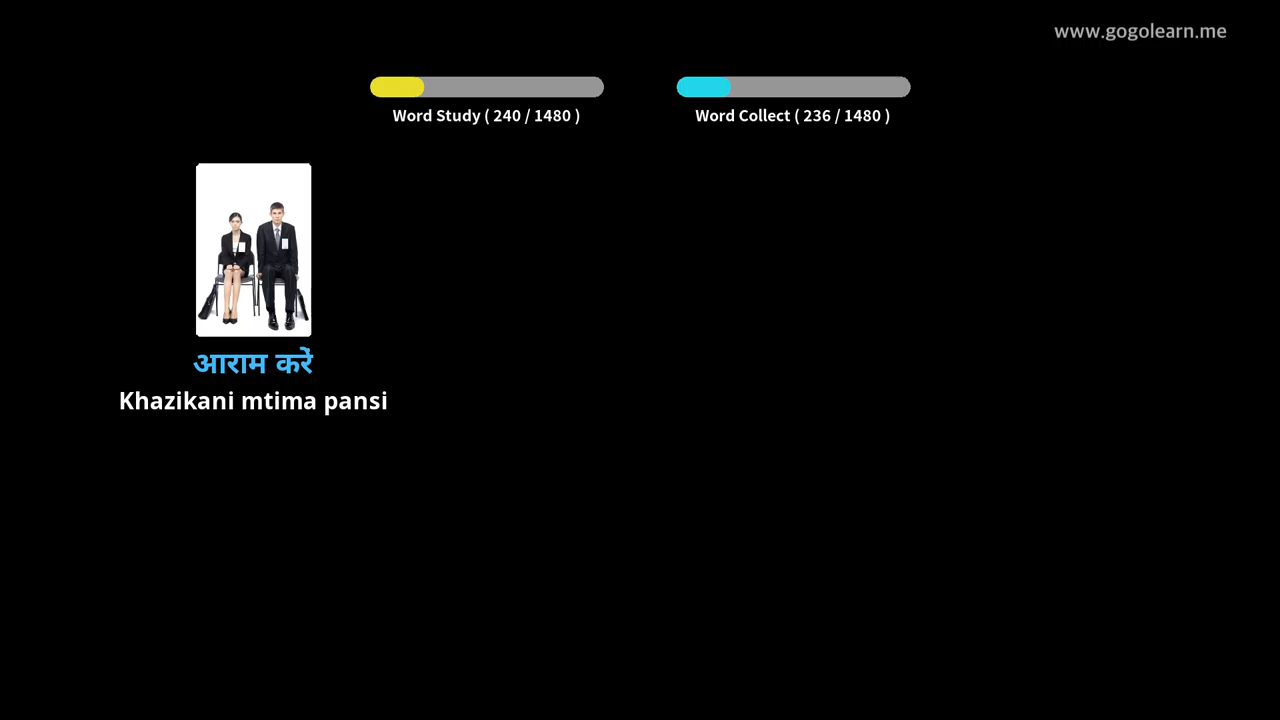 www.gogolearn.me
Word Study ( 240 / 1480 )
Word Collect ( 236 / 1480 )
आराम करें
Khazikani mtima pansi